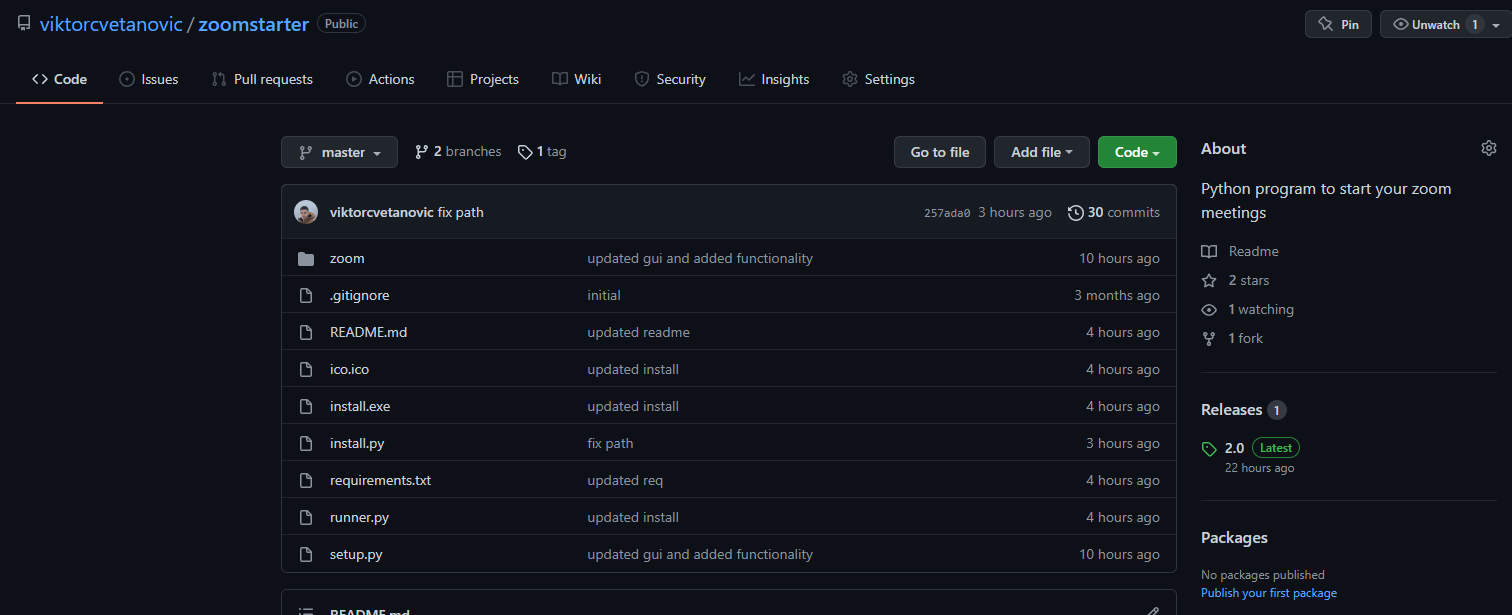 viktorcvetanovic / zoomstarter Public
Pin Unwatch 1
Code Issues Pull requests Actions Projects Wiki Security Insights Settings
master 2 branches 1 tag Go to file Add file Code
viktorcvetanovic fix path 257ada0 3 hours ago 30 commits
zoom updated gui and added functionality 10 hours ago
.gitignore initial 3 months ago
README.md updated readme 4 hours ago
ico.ico updated install 4 hours ago
install.exe updated install 4 hours ago
install.py fix path 3 hours ago
requirements.txt updated req 4 hours ago
runner.py updated install 4 hours ago
setup.py updated gui and added functionality 10 hours ago
README.md
About
Python program to start your zoom
meetings
Readme
2 stars
1 watching
1 fork
Releases 1
2.0 Latest
22 hours ago
Packages
No packages published
Publish your first package